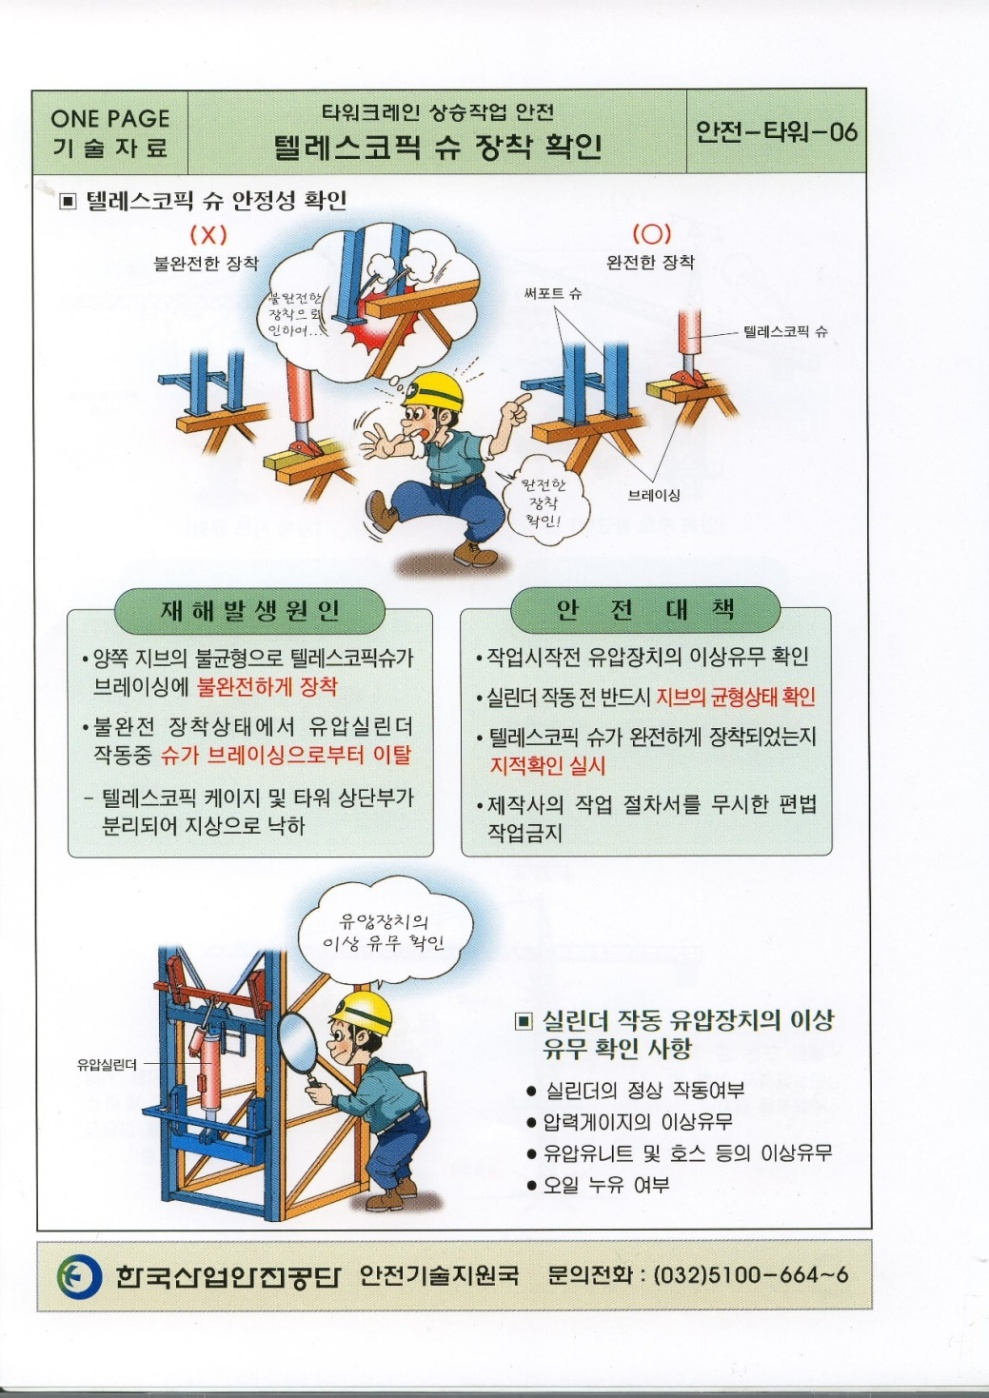 ONE PAGE
기 술 자 료
타워크레인 상승작업 안전
텔레스코픽 슈 장착 확인
안전-타워-06
▣ 텔레스코픽 슈 안정성 확인
(X)
불완전한 장착
불완전한
장착으로
인하여...
(○)
완전한 장착
써포트 슈
텔레스코픽 슈
브레이싱
완전한
장착
확인!
재 해 발 생 원 인
• 양쪽 지브의 불균형으로 텔레스코픽슈가
브레이싱에 불완전하게 장착
• 불완전 장착상태에서 유압실린더
작동중 슈가 브레이싱으로부터 이탈
- 텔레스코픽 케이지 및 타워 상단부가
분리되어 지상으로 낙하
안 전 대 책
• 작업시작전 유압장치의 이상유무 확인
• 실린더 작동 전 반드시 지브의 균형상태 확인
• 텔레스코픽 슈가 완전하게 장착되었는지
지적확인 실시
• 제작사의 작업 절차서를 무시한 편법
작업금지
유압장치의
이상 유무 확인
유압실린더
▣ 실린더 작동 유압장치의 이상
유무 확인 사항
● 실린더의 정상 작동여부
● 압력게이지의 이상유무
● 유압유니트 및 호스 등의 이상유무
● 오일 누유 여부
한국산업안전공단 안전기술지원국 문의전화 : (032)5100-664~6